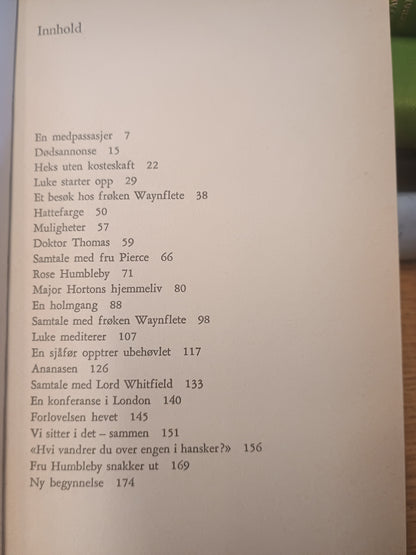 Innhold
En medpassasjer 7
Dødsannonse 15
Heks uten kosteskaft 22
Luke starter opp 29
Et besøk hos frøken Waynflete 38
Hattefarge 50
Muligheter 57
Doktor Thomas 59
Samtale med fru Pierce 66
Rose Humbleby 71
Major Hortons hjemmeliv 80
En holmgang 88
Samtale med frøken Waynflete 98
Luke mediterer 107
En sjåfør opptrer ubehøvlet 117
Ananasen 126
Samtale med Lord Whitfield 133
En konferanse i London 140
Forlovelsen hevet 145
Vi sitter i det – sammen 151
«Hvi vandrer du over engen i hansker?» 156
Fru Humbleby snakker ut 169
Ny begynnelse 174